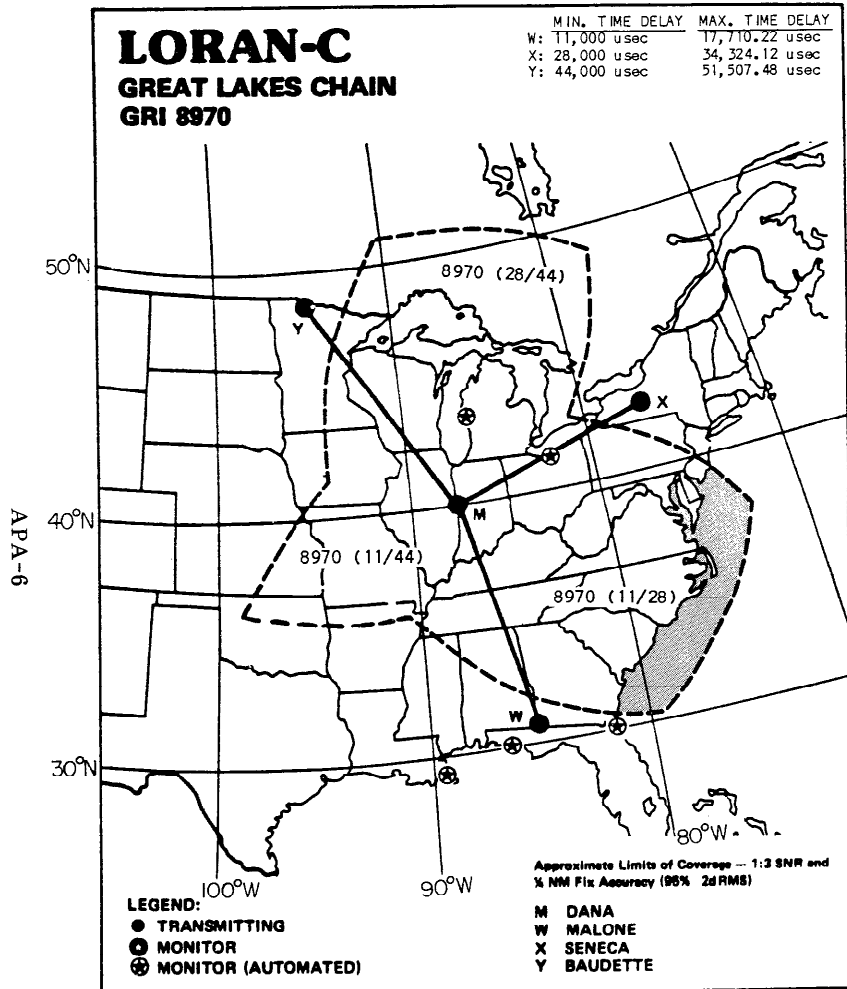 LORAN-C
GREAT LAKES CHAIN
GRI 8970
MIN. TIME DELAY MAX. TIME DELAY
W: 11,000 usec 17,710.22 usec
X: 28,000 usec 34,324.12 usec
Y: 44,000 usec 51,507.48 usec
50°N
8970 (28/44)
Y
X
M
40°N
8970 (11/44)
8970 (11/28)
APA-6
W
30°N
80°W
100°W
90°W
Approximate Limits of Coverage — 1:3 SNR and
¼ NM Fix Accuracy (95% 2d RMS)
LEGEND:
TRANSMITTING
MONITOR
MONITOR (AUTOMATED)
M DANA
W MALONE
X SENECA
Y BAUDETTE